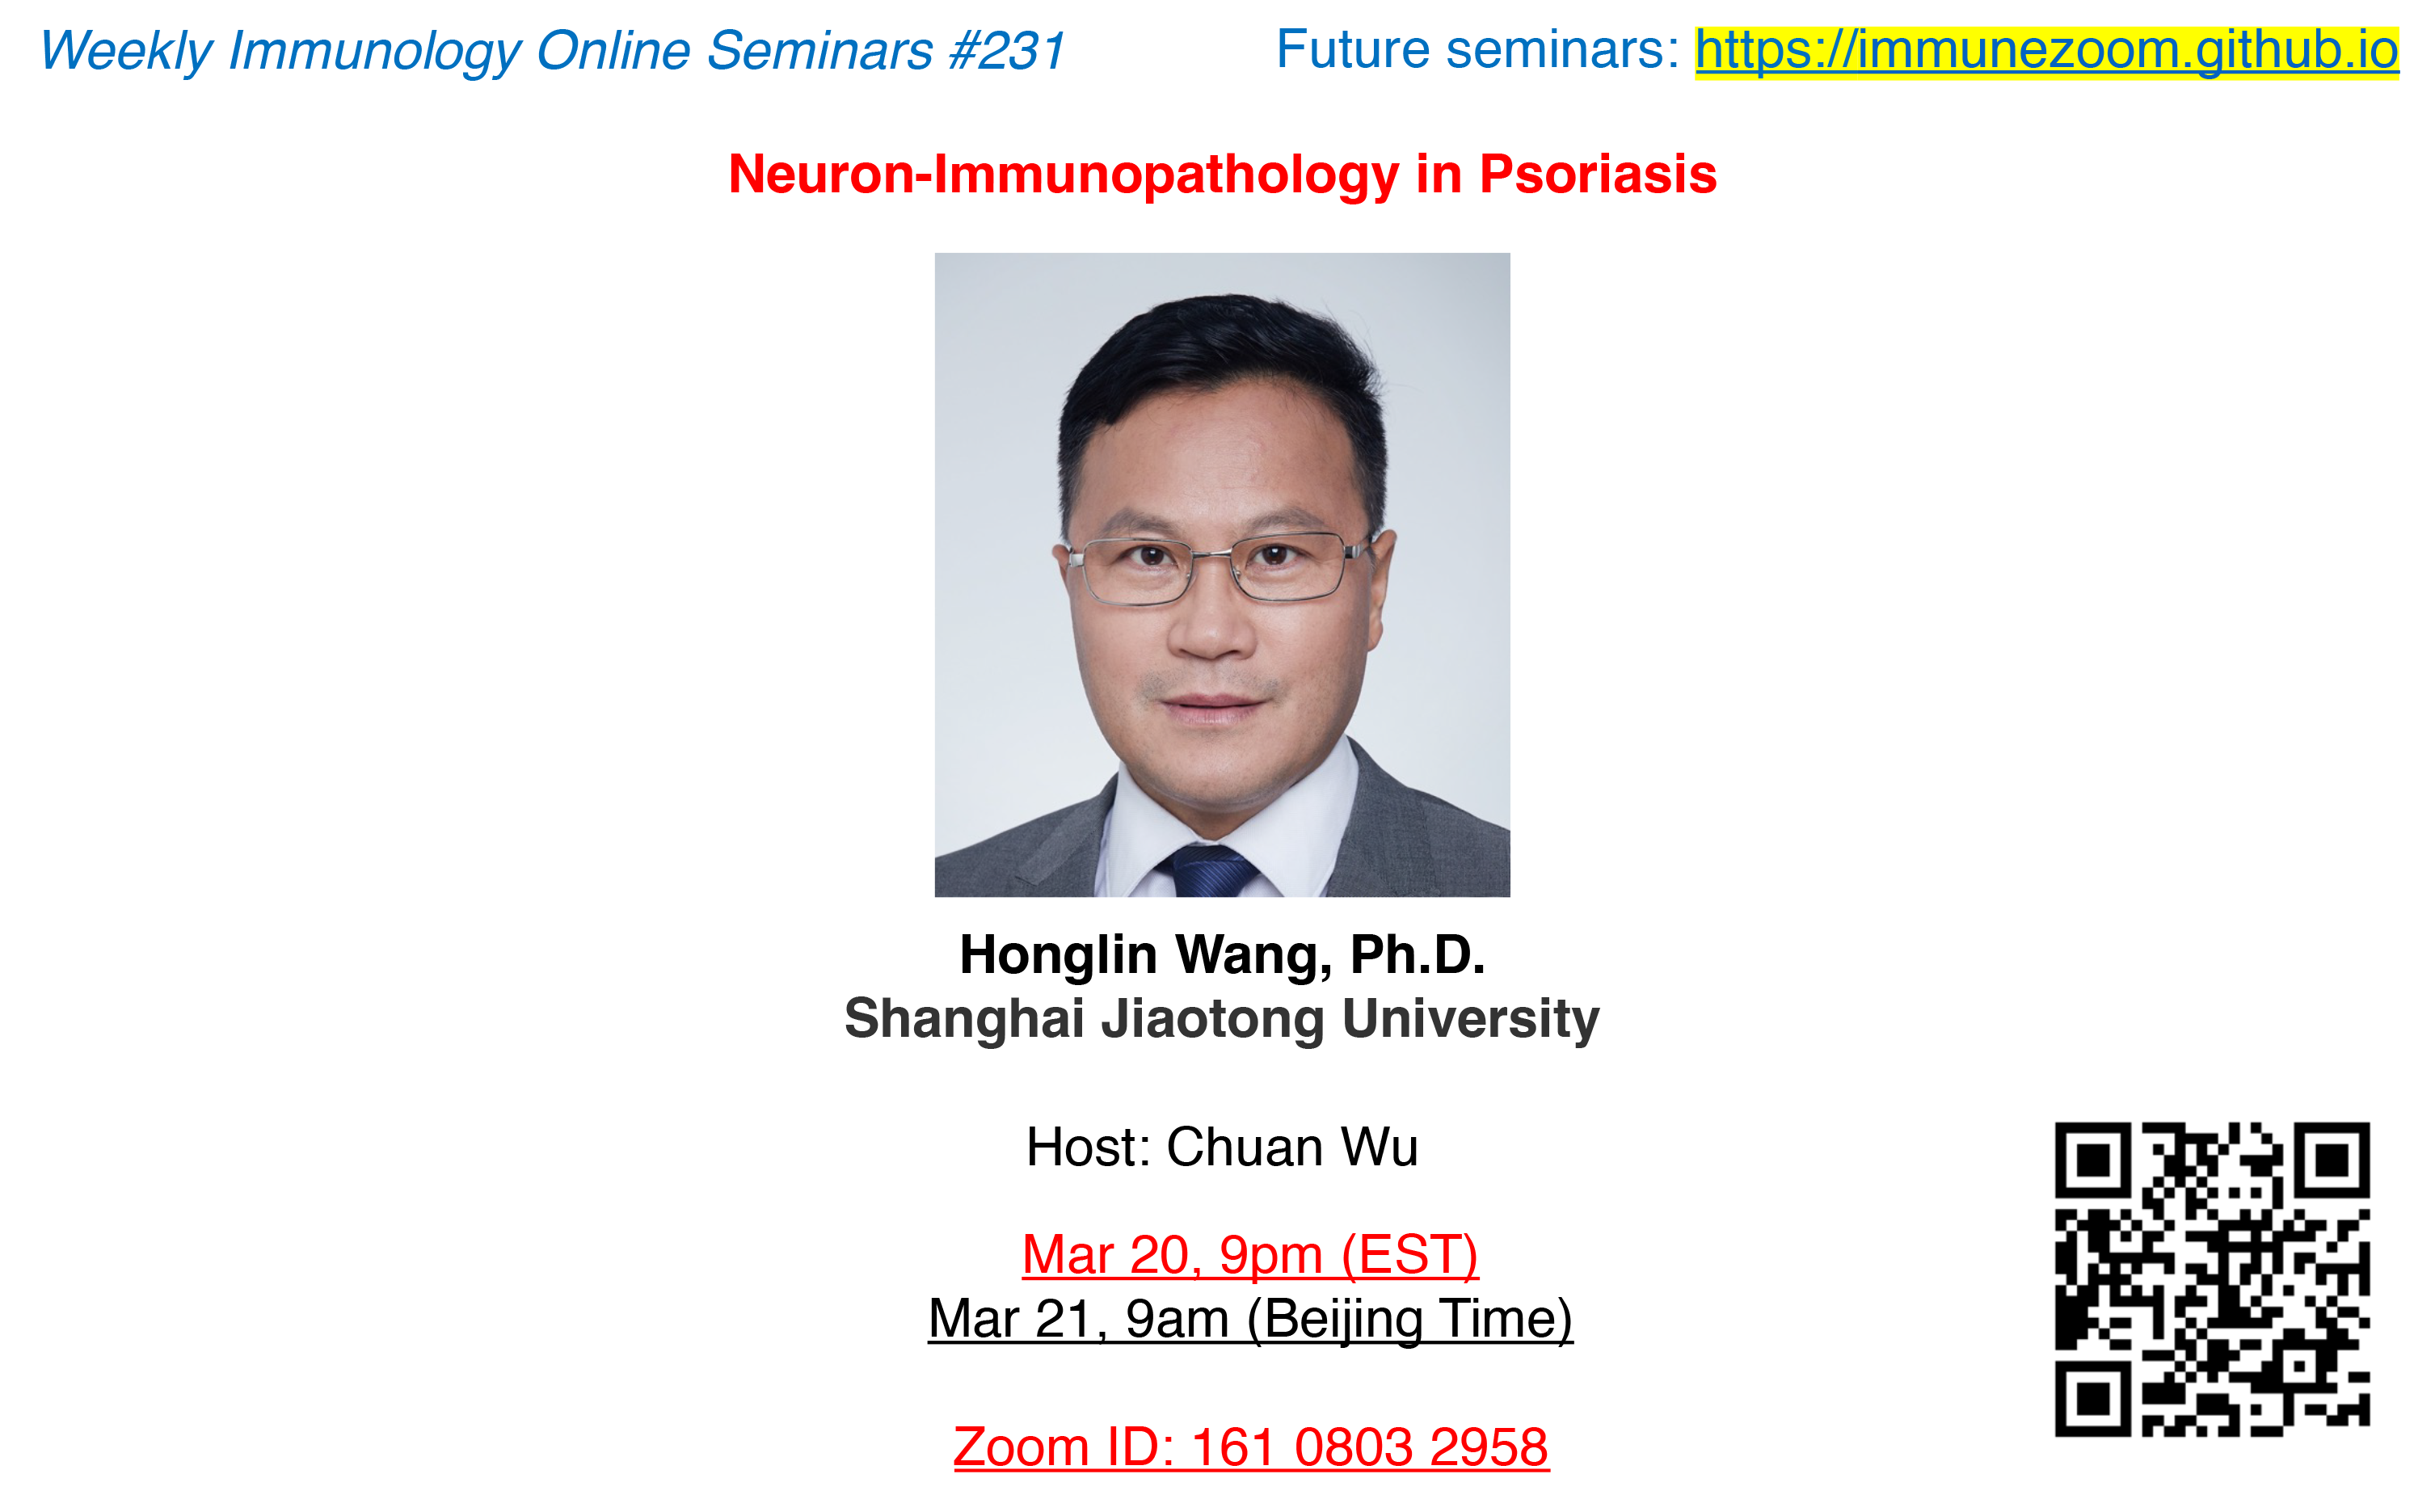 Weekly Immunology Online Seminars #231
Future seminars: https://immunezoom.github.io
Neuron-Immunopathology in Psoriasis
Honglin Wang, Ph.D.
Shanghai Jiaotong University
Host: Chuan Wu
Mar 20, 9pm (EST)
Mar 21, 9am (Beijing Time)
Zoom ID: 161 0803 2958